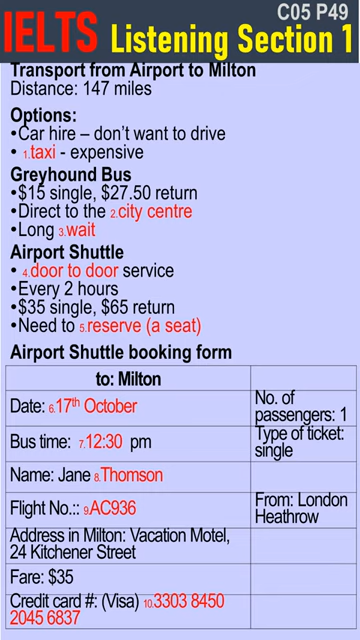 C05 P49
IELTS Listening Section 1
Transport from Airport to Milton
Distance: 147 miles
Options:
•Car hire – don't want to drive
• 1.taxi - expensive
Greyhound Bus
•$15 single, $27.50 return
•Direct to the 2.city centre
•Long 3.wait
Airport Shuttle
• 4.door to door service
•Every 2 hours
•$35 single, $65 return
•Need to 5.reserve (a seat)
Airport Shuttle booking form
to: Milton
Date: 6.17th October
No. of
passengers: 1
Bus time: 7.12:30 pm
Type of ticket:
single
Name: Jane 8.Thomson
Flight No.:: 9.AC936
From: London
Heathrow
Address in Milton: Vacation Motel,
24 Kitchener Street
Fare: $35
Credit card #: (Visa) 10.3303 8450
2045 6837